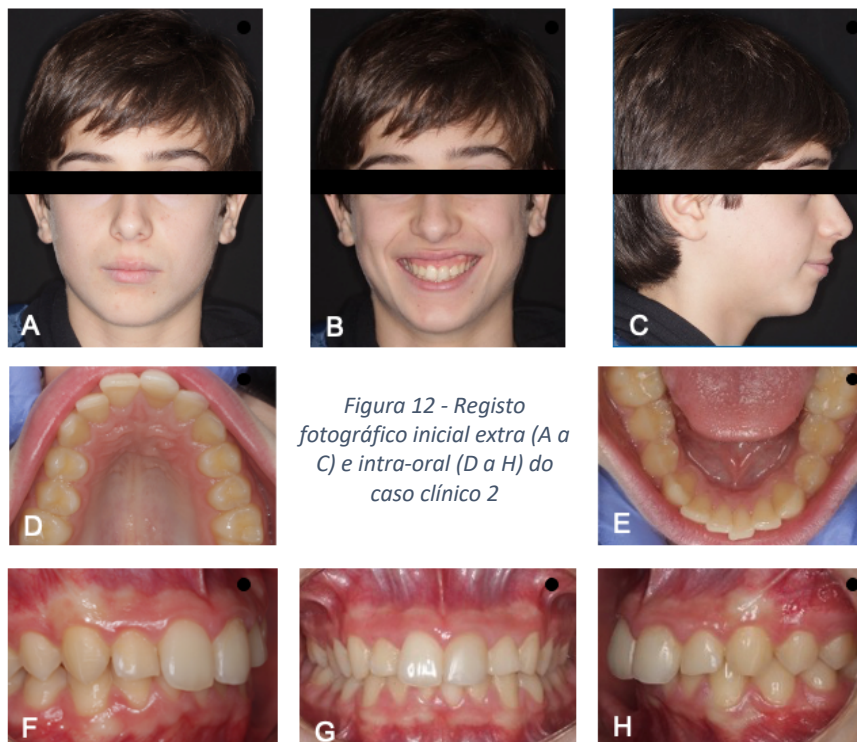 A
B
C
D
Figura 12 - Registo
fotográfico inicial extra (A a
C) e intra-oral (D a H) do
caso clínico 2
E
F
G
H